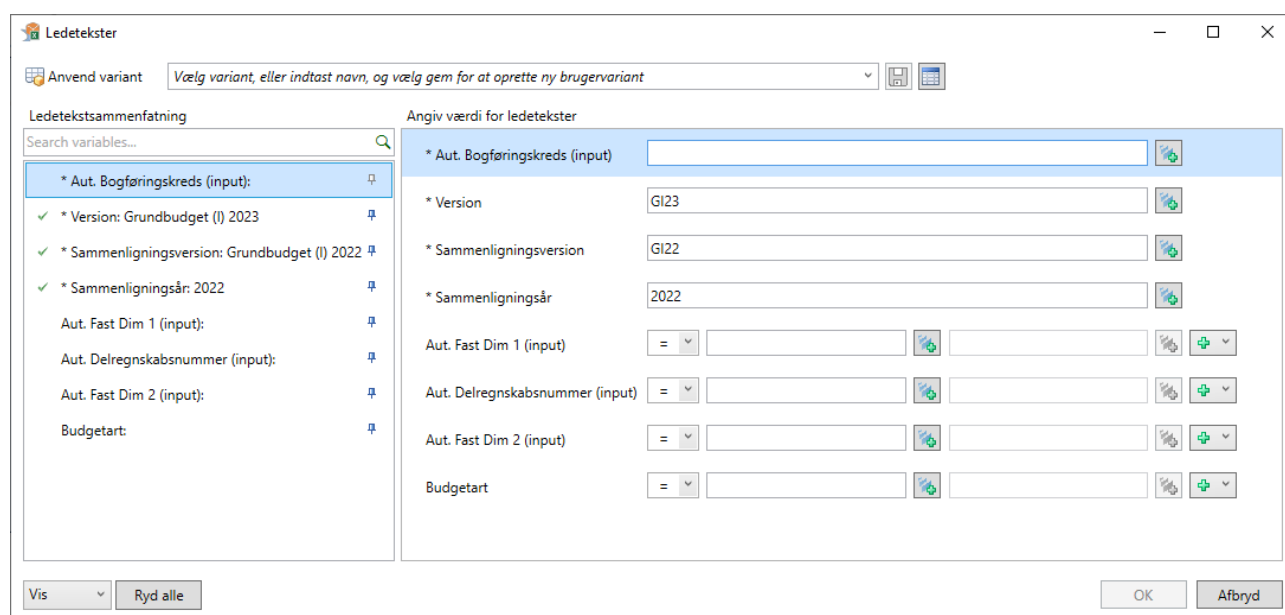 Ledetekster
Anvend variant
Vælg variant, eller indtast navn, og vælg gem for at oprette ny brugervariant
Ledetekstsammenfatning
Search variables...
* Aut. Bogføringskreds (input):
* Version: Grundbudget (I) 2023
* Sammenligningsversion: Grundbudget (I) 2022
* Sammenligningsår: 2022
Aut. Fast Dim 1 (input):
Aut. Delregnskabsnummer (input):
Aut. Fast Dim 2 (input):
Budgetart:
Angiv værdi for ledetekster
* Aut. Bogføringskreds (input)
* Version GI23
* Sammenligningsversion GI22
* Sammenligningsår 2022
Aut. Fast Dim 1 (input) =
Aut. Delregnskabsnummer (input) =
Aut. Fast Dim 2 (input) =
Budgetart =
Vis Ryd alle OK Afbryd